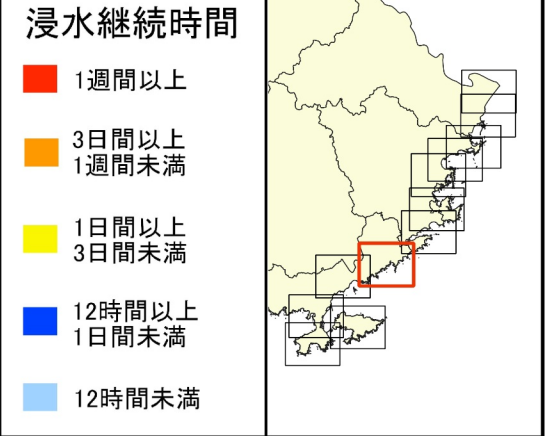 浸水継続時間
1週間以上
3日間以上
1週間未満
1日間以上
3日間未満
12時間以上
1日間未満
12時間未満